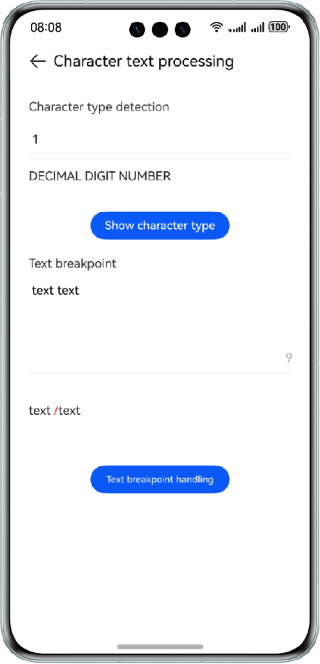 08:08
100
Character text processing
Character type detection
1
DECIMAL DIGIT NUMBER
Show character type
Text breakpoint
text text
9
text /text
Text breakpoint handling